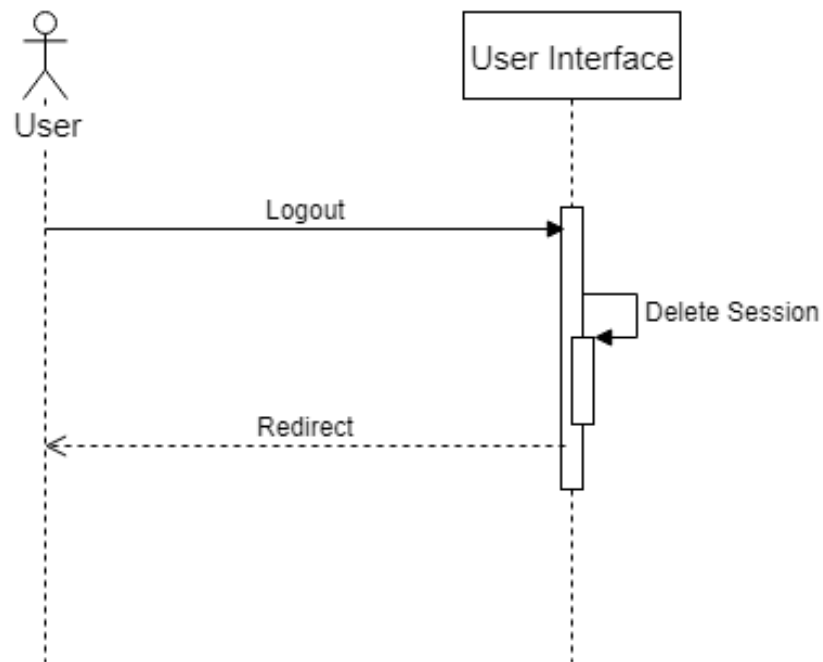 User Interface
User
Logout
Delete Session
Redirect